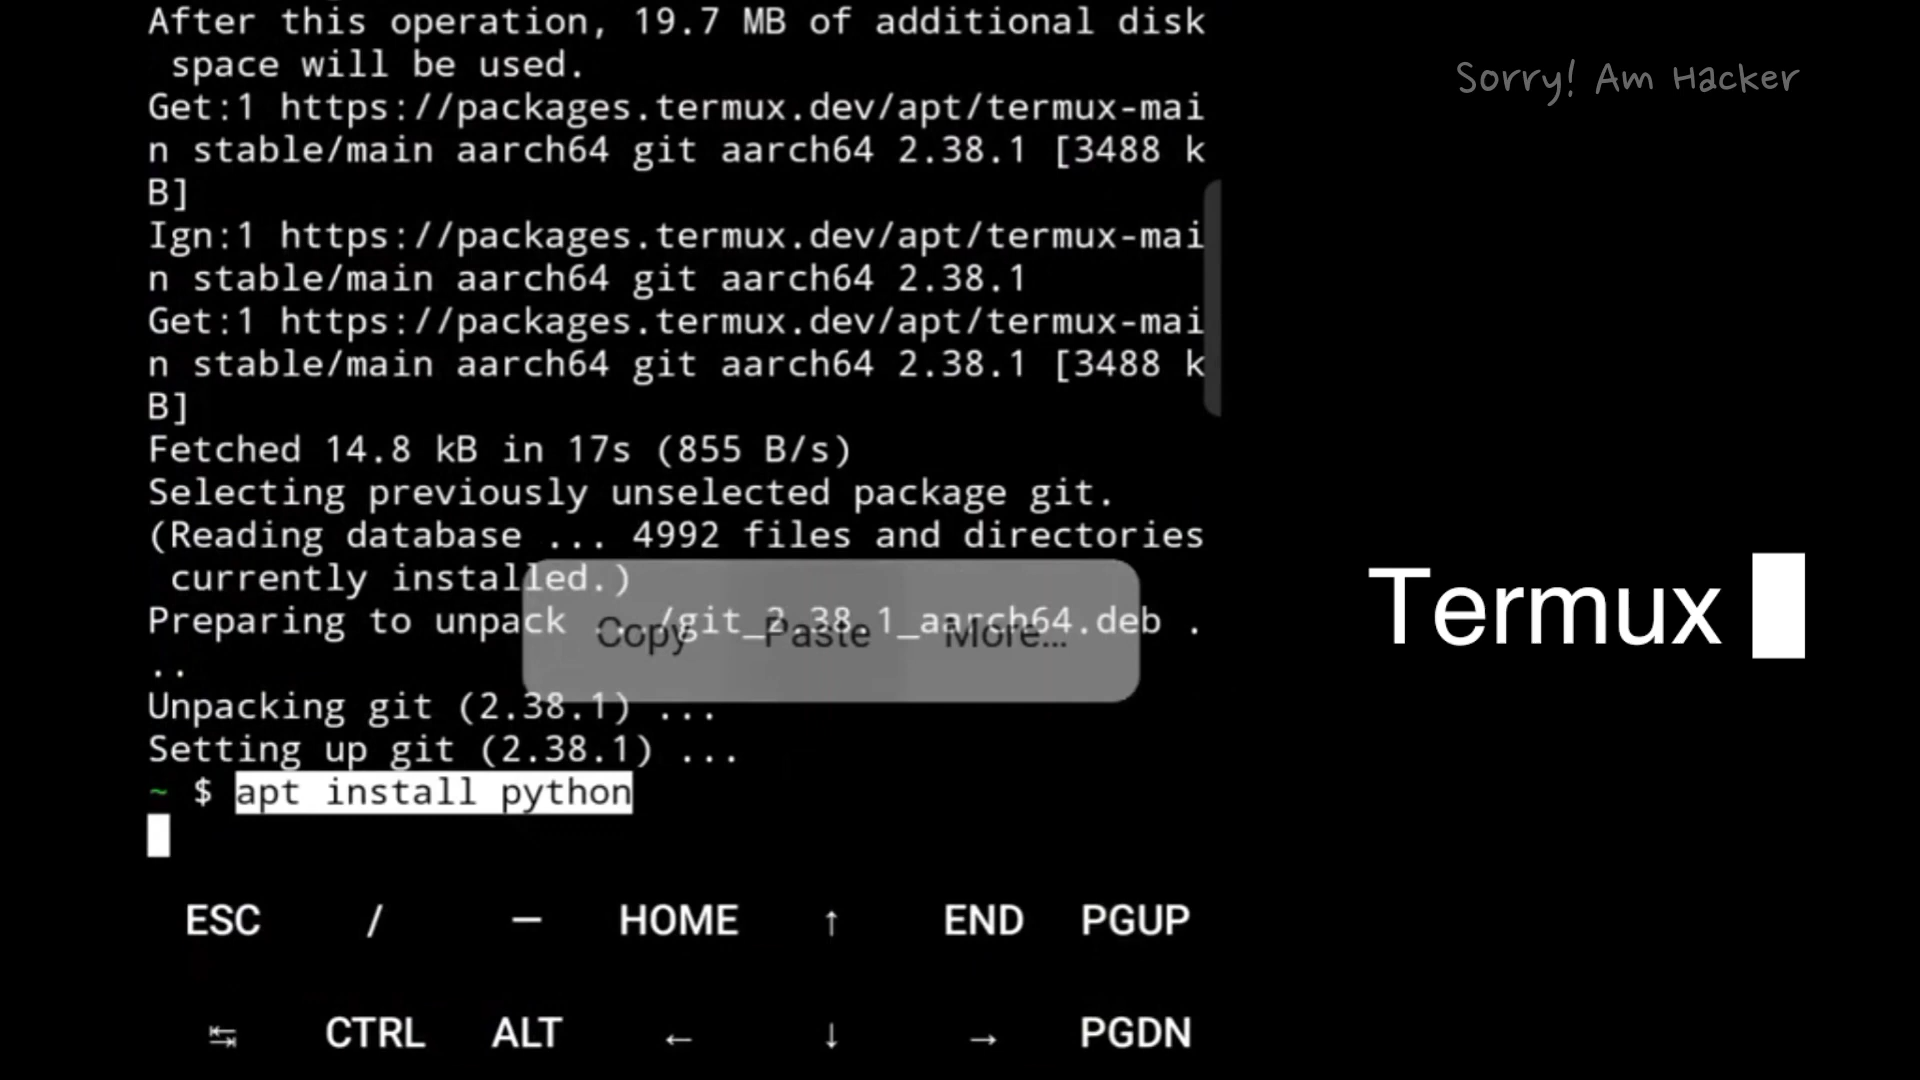 After this operation, 19.7 MB of additional disk
space will be used.
Get:1 https://packages.termux.dev/apt/termux-mai
n stable/main aarch64 git aarch64 2.38.1 [3488 k
B]
Ign:1 https://packages.termux.dev/apt/termux-mai
n stable/main aarch64 git aarch64 2.38.1
Get:1 https://packages.termux.dev/apt/termux-mai
n stable/main aarch64 git aarch64 2.38.1 [3488 k
B]
Fetched 14.8 kB in 17s (855 B/s)
Selecting previously unselected package git.
(Reading database ... 4992 files and directories
currently installed.)
Preparing to unpack .../git_2.38.1_aarch64.deb .
..
Unpacking git (2.38.1) ...
Setting up git (2.38.1) ...
~ $ apt install python
Copy Paste More...
ESC / — HOME ↑ END PGUP
↹ CTRL ALT ← ↓ → PGDN
Sorry! Am Hacker
Termux